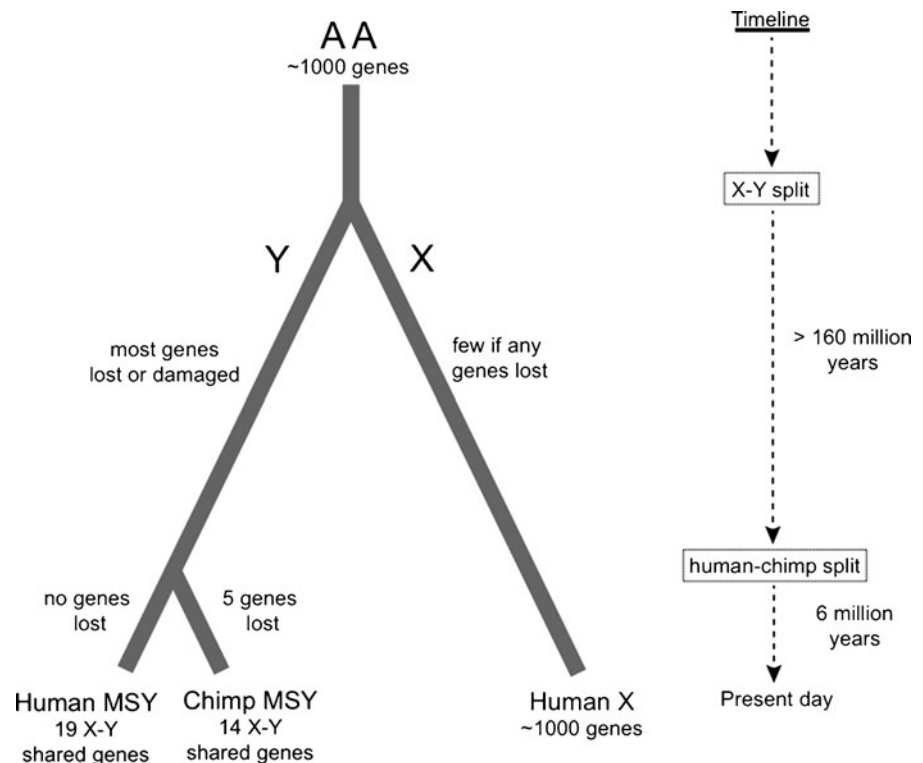 A A
~1000 genes
Timeline
X-Y split
Y
X
most genes
lost or damaged
few if any
genes lost
> 160 million
years
human-chimp split
no genes
lost
5 genes
lost
6 million
years
Human MSY
19 X-Y
shared genes
Chimp MSY
14 X-Y
shared genes
Human X
~1000 genes
Present day